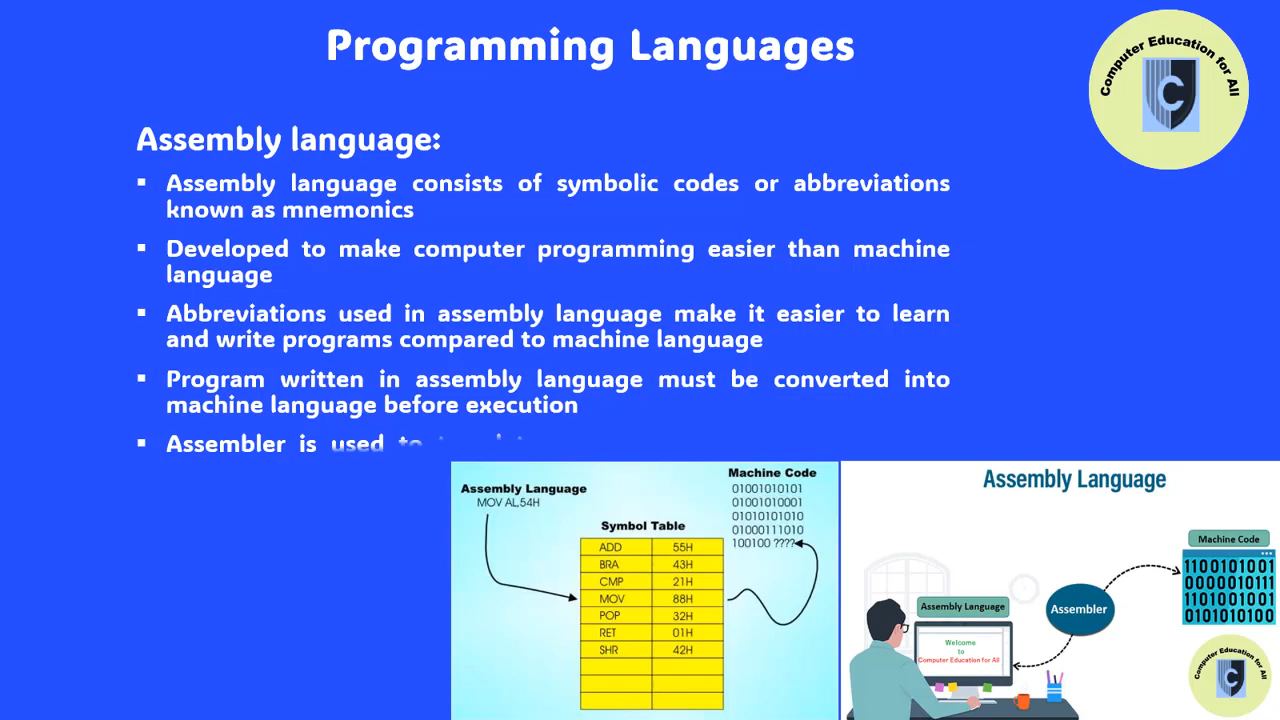 Programming Languages
Computer Education for All
C
Assembly language:
▪ Assembly language consists of symbolic codes or abbreviations
known as mnemonics
▪ Developed to make computer programming easier than machine
language
▪ Abbreviations used in assembly language make it easier to learn
and write programs compared to machine language
▪ Program written in assembly language must be converted into
machine language before execution
▪ Assembler is used to
Assembly Language
MOV AL,54H
Symbol Table
ADD 55H
BRA 43H
CMP 21H
MOV 88H
POP 32H
RET 01H
SHR 42H
Machine Code
01001010101
01001010001
01010101010
01000111010
100100 ????
Assembly Language
Assembly Language
Welcome
to
Computer Education for All
Assembler
Machine Code
1100101001
0000010111
1101001001
0101010100
Computer Education for All
C